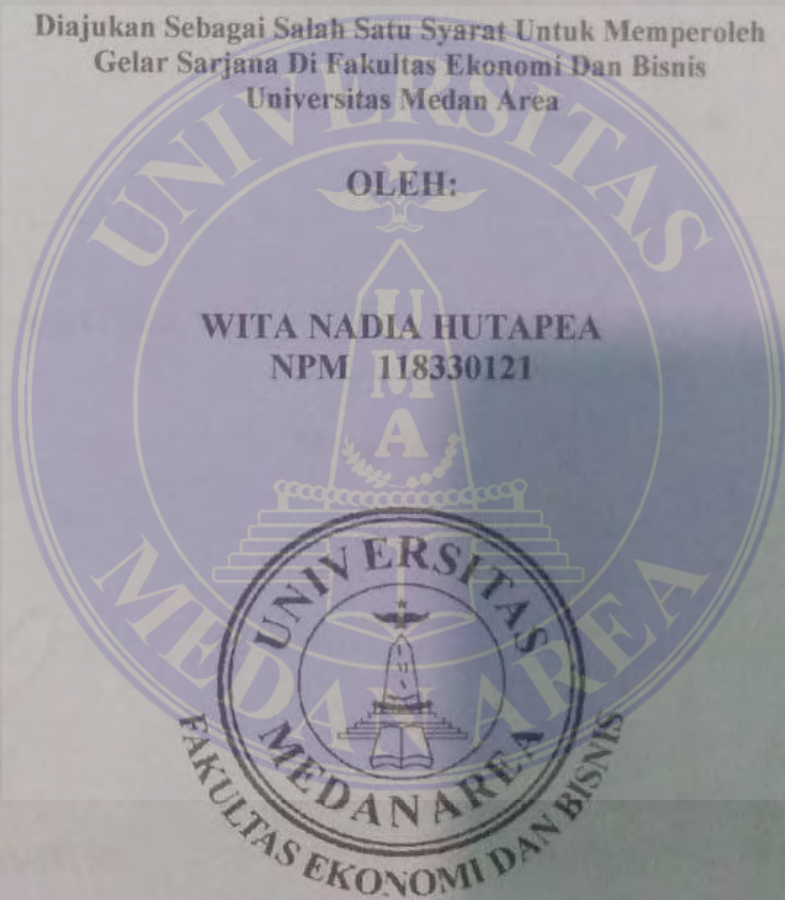 Diajukan Sebagai Salah Satu Syarat Untuk Memperoleh
Gelar Sarjana Di Fakultas Ekonomi Dan Bisnis
Universitas Medan Area
OLEH:
WITA NADIA HUTAPEA
NPM 118330121
UNIVERSITAS
MEDAN AREA
U
M
A
UNIVERSITAS
MEDAN AREA
FAKULTAS EKONOMI DAN BISNIS